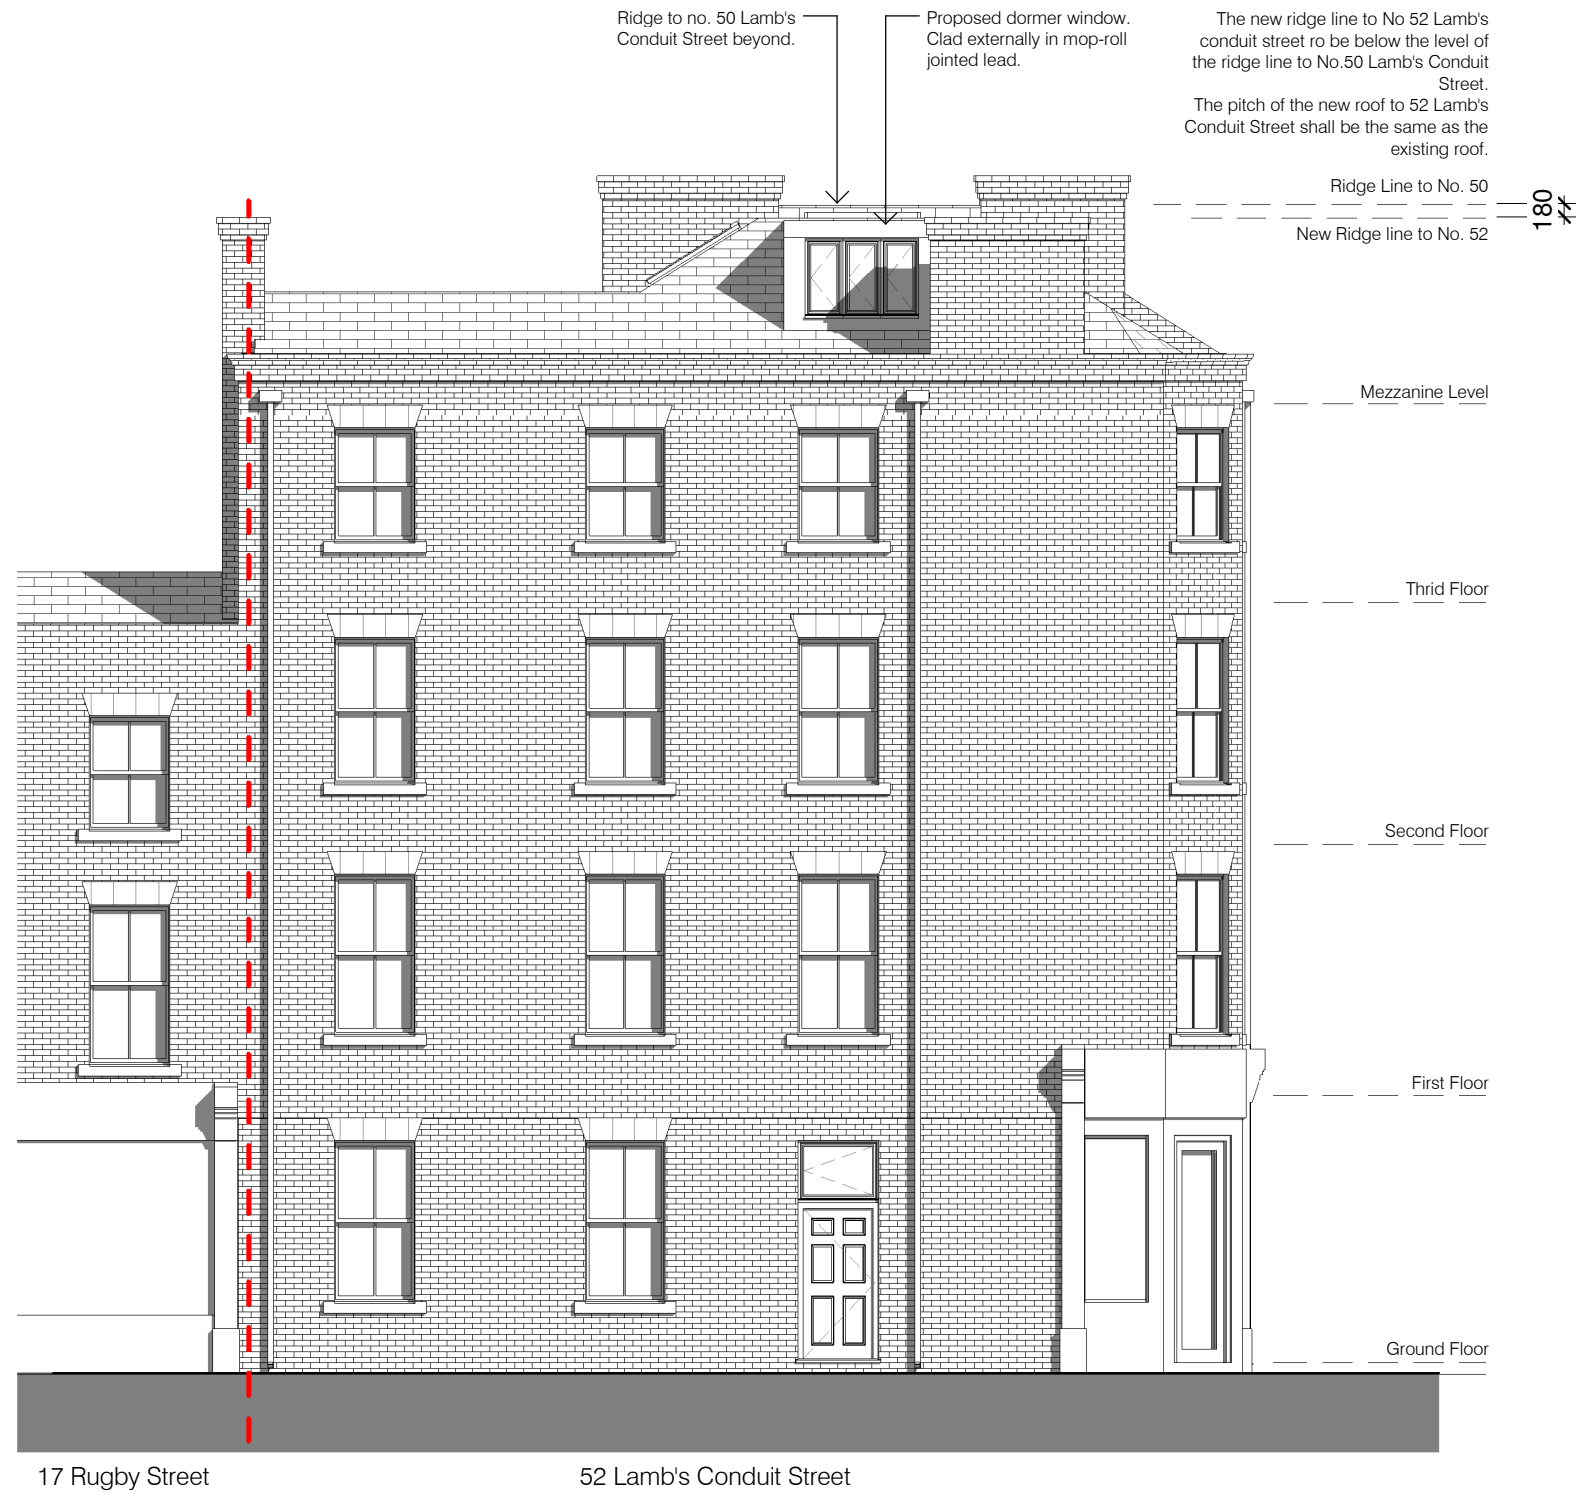 Ridge to no. 50 Lamb's
Conduit Street beyond.
Proposed dormer window.
Clad externally in mop-roll
jointed lead.
The new ridge line to No 52 Lamb's
conduit street ro be below the level of
the ridge line to No.50 Lamb's Conduit
Street.
The pitch of the new roof to 52 Lamb's
Conduit Street shall be the same as the
existing roof.
Ridge Line to No. 50
180
New Ridge line to No. 52
Mezzanine Level
Thrid Floor
Second Floor
First Floor
Ground Floor
17 Rugby Street
52 Lamb's Conduit Street